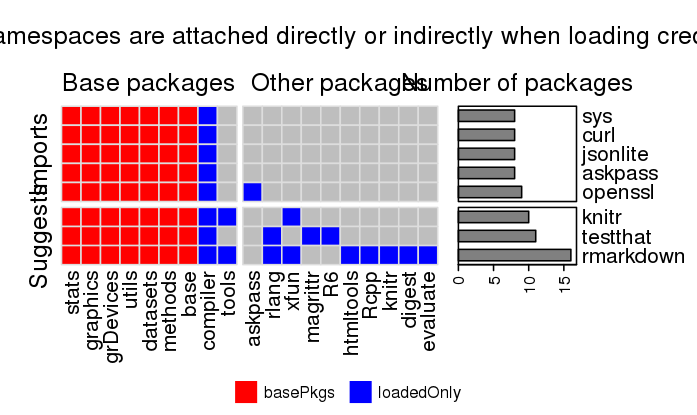 amespaces are attached directly or indirectly when loading cred
Base packages
Other packages
Number of packages
Imports
Suggests
sys
curl
jsonlite
askpass
openssl
knitr
testthat
rmarkdown
stats
graphics
grDevices
utils
datasets
methods
base
compiler
tools
askpass
rlang
xfun
magrittr
R6
htmltools
Rcpp
knitr
digest
evaluate
0
5
10
15
basePkgs
loadedOnly